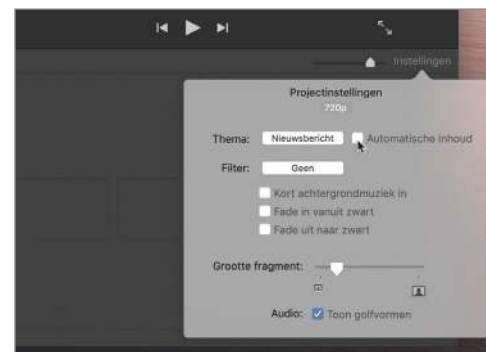 Instellingen
Projectinstellingen
720p
Thema: Nieuwsbericht Automatische inhoud
Filter: Geen
Kort achtergrondmuziek in
Fade in vanuit zwart
Fade uit naar zwart
Grootte fragment:
Audio: Toon golfvormen